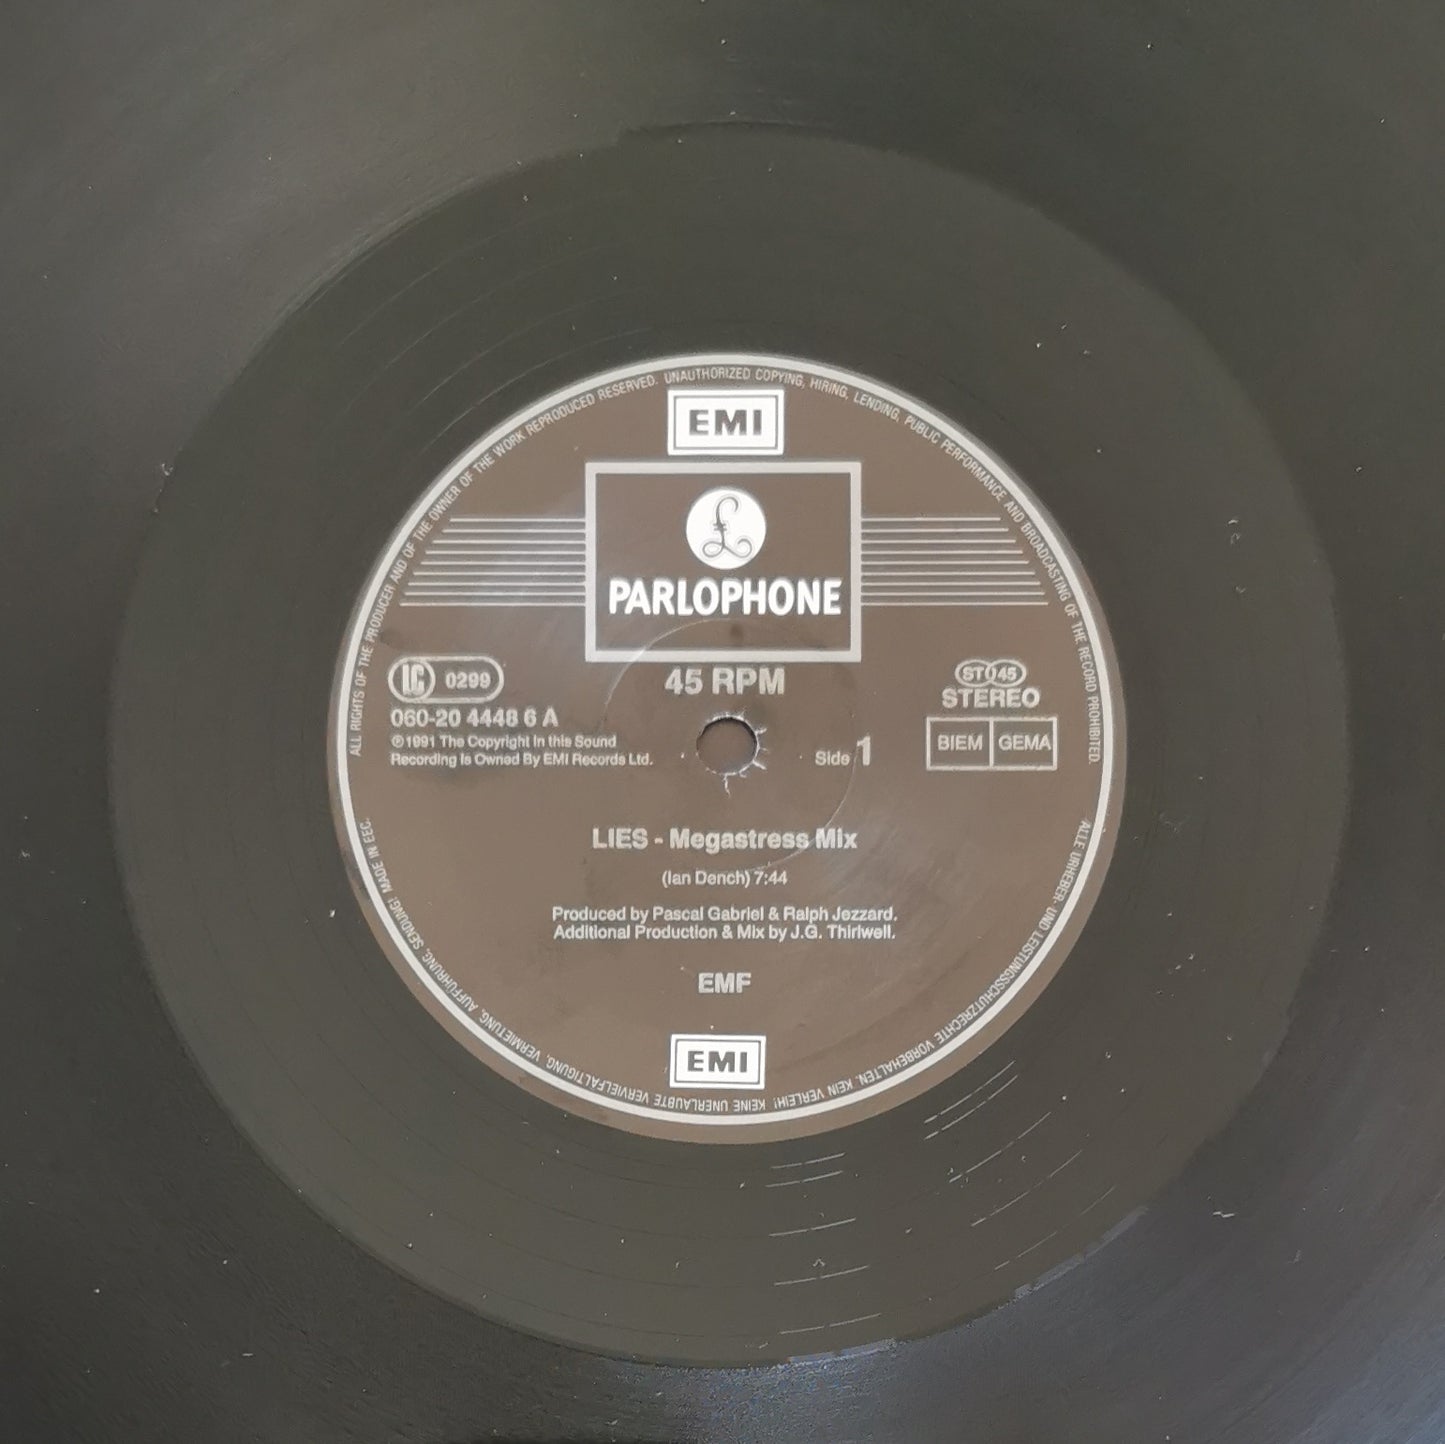 ALL RIGHTS OF THE PRODUCER AND OF THE OWNER OF THE WORK REPRODUCED RESERVED. UNAUTHORIZED COPYING, HIRING, LENDING, PUBLIC PERFORMANCE AND BROADCASTING OF THE RECORD PROHIBITED.
EMI
£
PARLOPHONE
45 RPM
LC 0299
060-20 4448 6 A
℗ 1991 The Copyright in this Sound
Recording is Owned By EMI Records Ltd.
ST 45
STEREO
BIEM GEMA
Side 1
LIES - Megastress Mix
(Ian Dench) 7:44
Produced by Pascal Gabriel & Ralph Jezzard.
Additional Production & Mix by J.G. Thirlwell.
EMF
EMI
ALLE URHEBER- UND LEISTUNGSSCHUTZRECHTE VORBEHALTEN. KEIN VERLEIH! KEINE UNERLAUBTE VERVIELFÄLTIGUNG, VERMIETUNG, AUFFÜHRUNG, SENDUNG! MADE IN EEC.